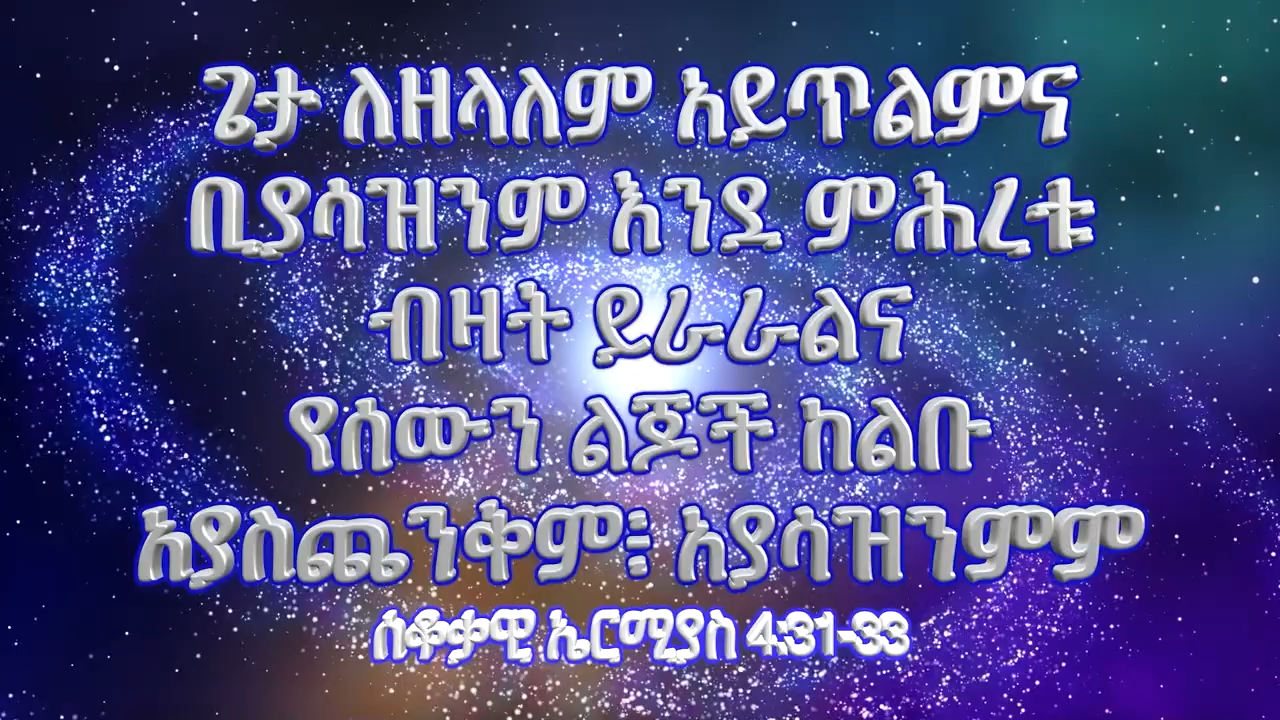 ጌታ ለዘላለም አይጥልምና
ቢያሳዝንም እንደ ምሕረቱ
ብዛት ይራራልና
የሰውን ልጆች ከልቡ
አያስጨንቅም፤ አያሳዝንምም
ሰቆቃዊ ኤርሚያስ 4:31-33